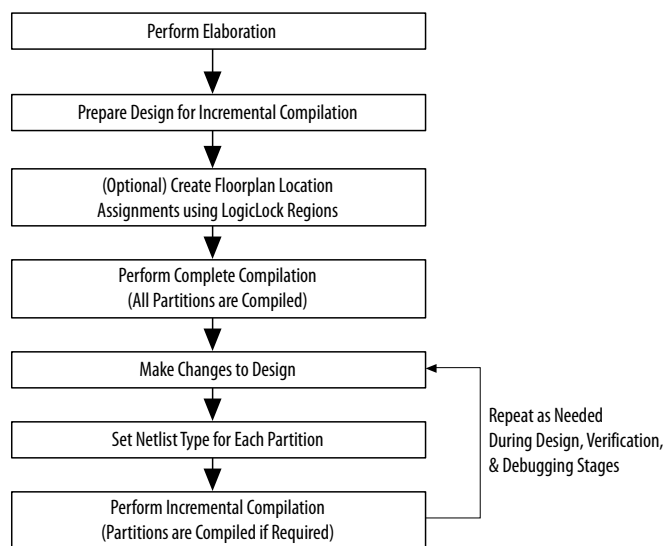 Perform Elaboration
Prepare Design for Incremental Compilation
(Optional) Create Floorplan Location
Assignments using LogicLock Regions
Perform Complete Compilation
(All Partitions are Compiled)
Make Changes to Design
Set Netlist Type for Each Partition
Perform Incremental Compilation
(Partitions are Compiled if Required)
Repeat as Needed
During Design, Verification,
& Debugging Stages